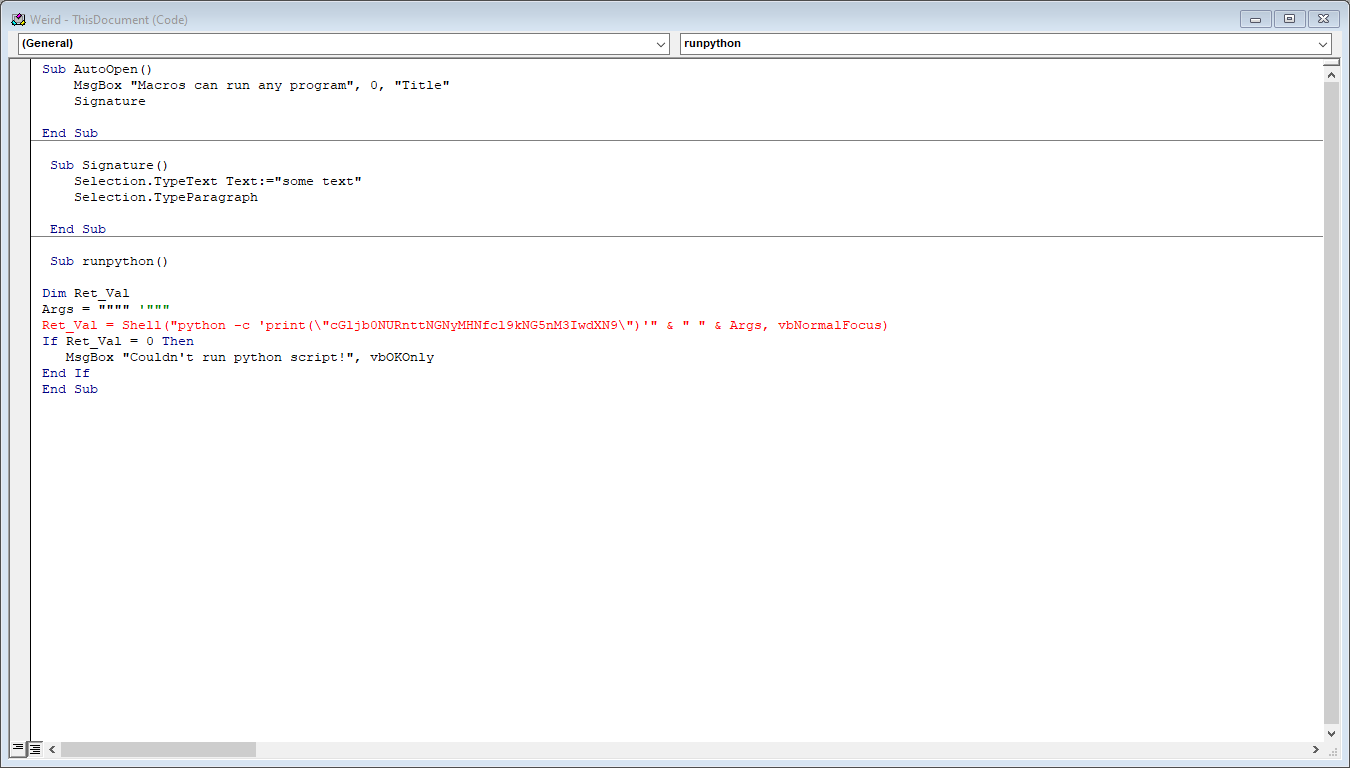 Weird - ThisDocument (Code)
(General)
runpython
Sub AutoOpen()
MsgBox "Macros can run any program", 0, "Title"
Signature
End Sub
Sub Signature()
Selection.TypeText Text:="some text"
Selection.TypeParagraph
End Sub
Sub runpython()
Dim Ret_Val
Args = """" '"""
Ret_Val = Shell("python -c 'print(\"cGljb0NURnttNGNyMHNfcl9kNG5nM3IwdXN9\")'" & " " & Args, vbNormalFocus)
If Ret_Val = 0 Then
MsgBox "Couldn't run python script!", vbOKOnly
End If
End Sub